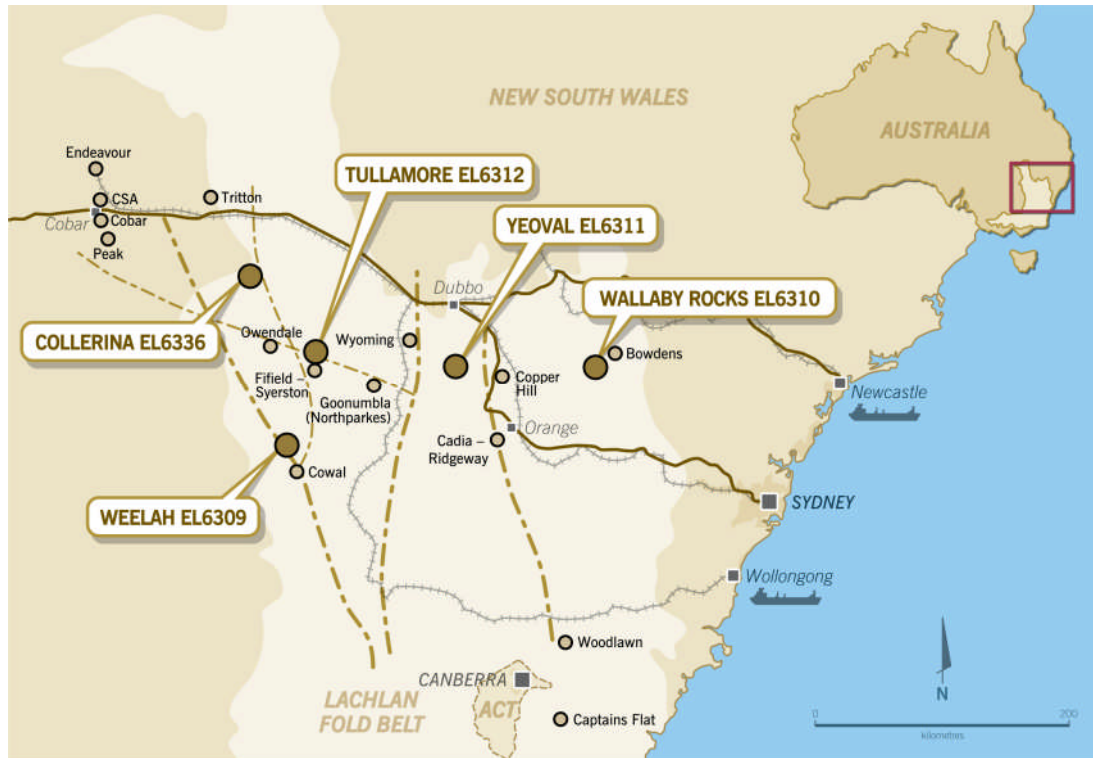 NEW SOUTH WALES
AUSTRALIA
Endeavour
CSA
Cobar
Cobar
Peak
Tritton
TULLAMORE EL6312
YEOVAL EL6311
WALLABY ROCKS EL6310
COLLERINA EL6336
Dubbo
Owendale
Wyoming
Bowdens
Fifield –
Syerston
Goonumbla
(Northparkes)
Copper
Hill
Newcastle
Orange
Cadia –
Ridgeway
Cowal
WEELAH EL6309
SYDNEY
Wollongong
Woodlawn
CANBERRA
LACHLAN
FOLD BELT
ACT
Captains Flat
N
0
200
kilometres